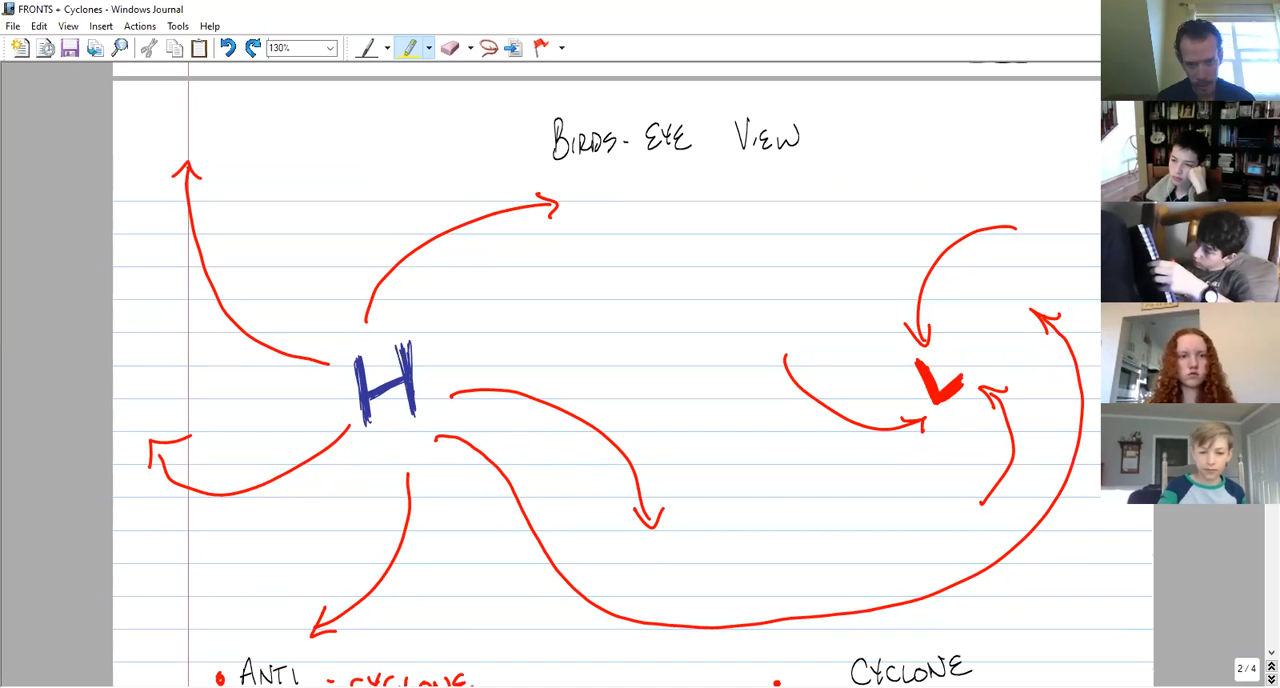 FRONTS + Cyclones - Windows Journal
File Edit View Insert Actions Tools Help
130%
BIRDS-EYE VIEW
H
L
ANTI - CYCLONE
CYCLONE
2 / 4